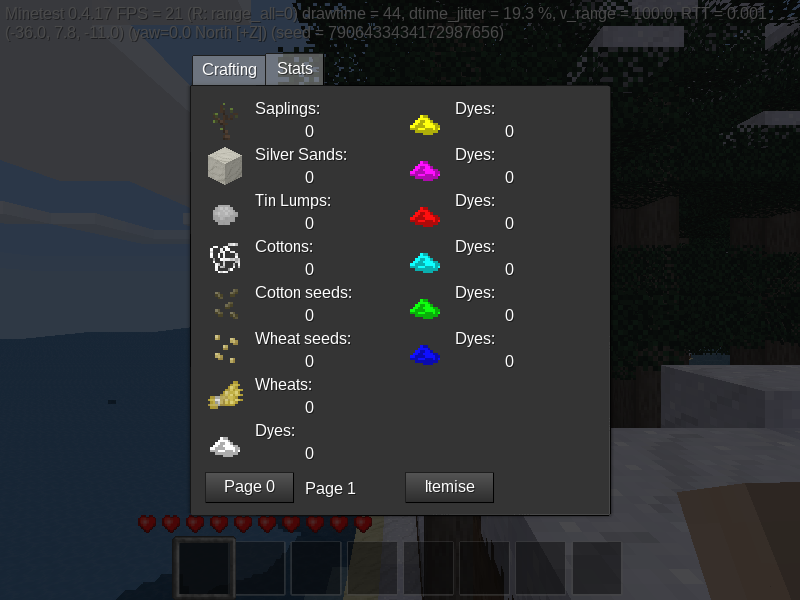 Minetest 0.4.17 FPS = 21 (R: range_all=0) drawtime = 44, dtime_jitter = 19.3 %, v_range = 100.0, RTT = 0.001
(-36.0, 7.8, -11.0) (yaw=0.0 North [+Z]) (seed = 7906433434172987656)
Crafting Stats
Saplings: Dyes:
0 0
Silver Sands: Dyes:
0 0
Tin Lumps: Dyes:
0 0
Cottons: Dyes:
0 0
Cotton seeds: Dyes:
0 0
Wheat seeds: Dyes:
0 0
Wheats:
0
Dyes:
0
Page 0 Page 1 Itemise